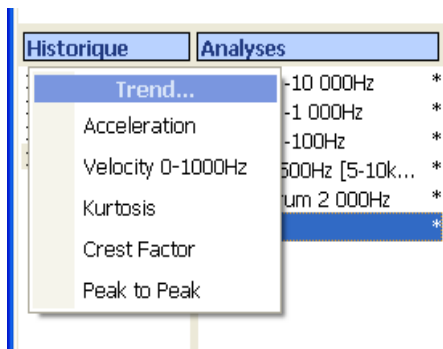 Historique Analyses
Trend...
-10 000Hz *
Acceleration
-1 000Hz *
-100Hz *
Velocity 0-1000Hz
500Hz [5-10k... *
Kurtosis
um 2 000Hz *
*
Crest Factor
Peak to Peak